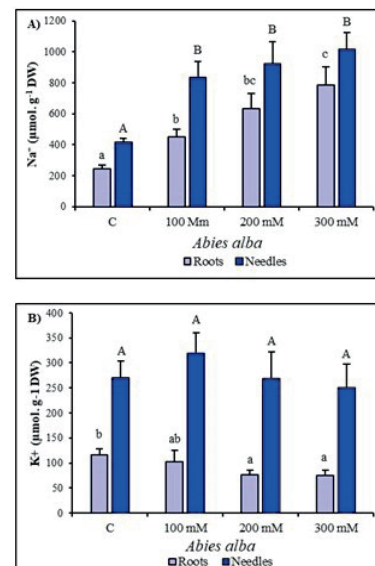 A)
1200
1000
800
600
400
200
0
Na⁺ (µmol. g⁻¹ DW)
a
A
b
B
bc
B
c
B
C
100 Mm
200 mM
300 mM
Abies alba
Roots
Needles
B)
400
350
300
250
200
150
100
50
0
K+ (µmol. g-1 DW)
b
A
ab
A
a
A
a
A
C
100 mM
200 mM
300 mM
Abies alba
Roots
Needles